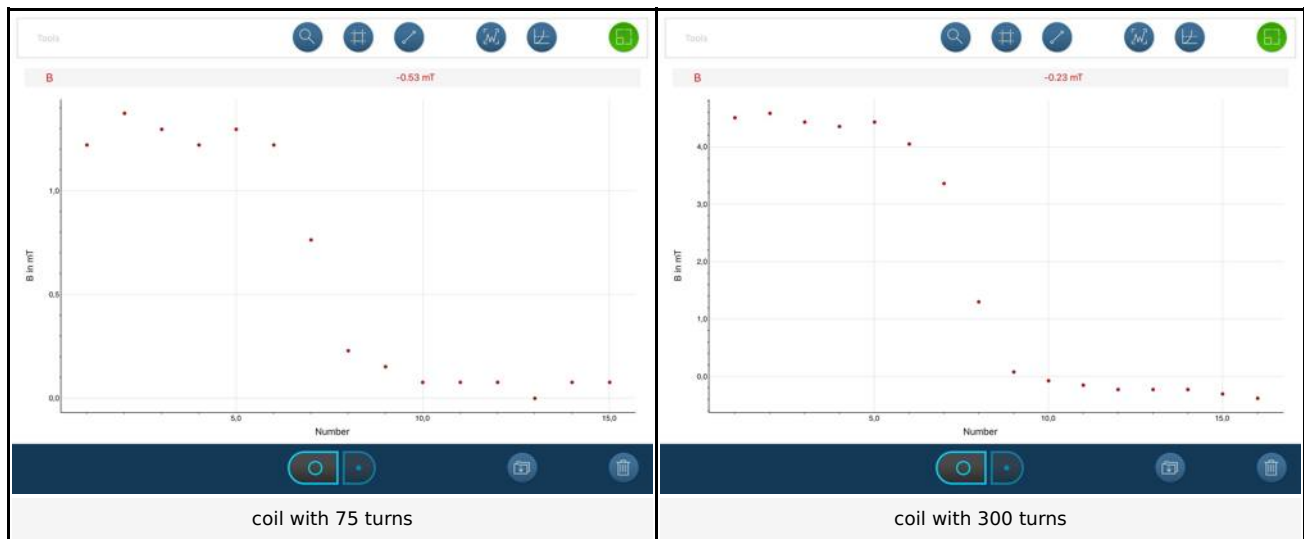 Tools
B -0.53 mT
1,0
0,5
0,0
B in mT
5,0 10,0 15,0
Number
coil with 75 turns
Tools
B -0.23 mT
4,0
3,0
2,0
1,0
0,0
B in mT
5,0 10,0 15,0
Number
coil with 300 turns